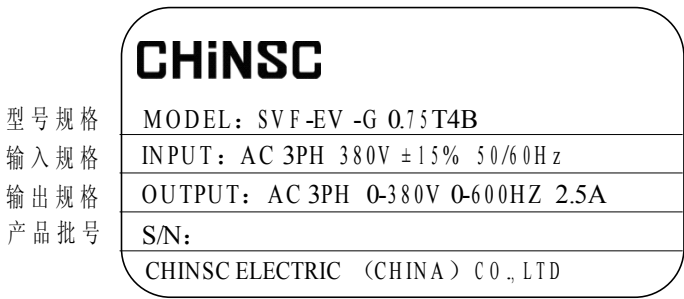 CHiNSC
型号规格 MODEL：SVF-EV-G0.75T4B
输入规格 INPUT：AC 3PH 380V ±15% 50/60Hz
输出规格 OUTPUT：AC 3PH 0-380V 0-600HZ 2.5A
产品批号 S/N：
CHINSC ELECTRIC （CHINA）CO.,LTD